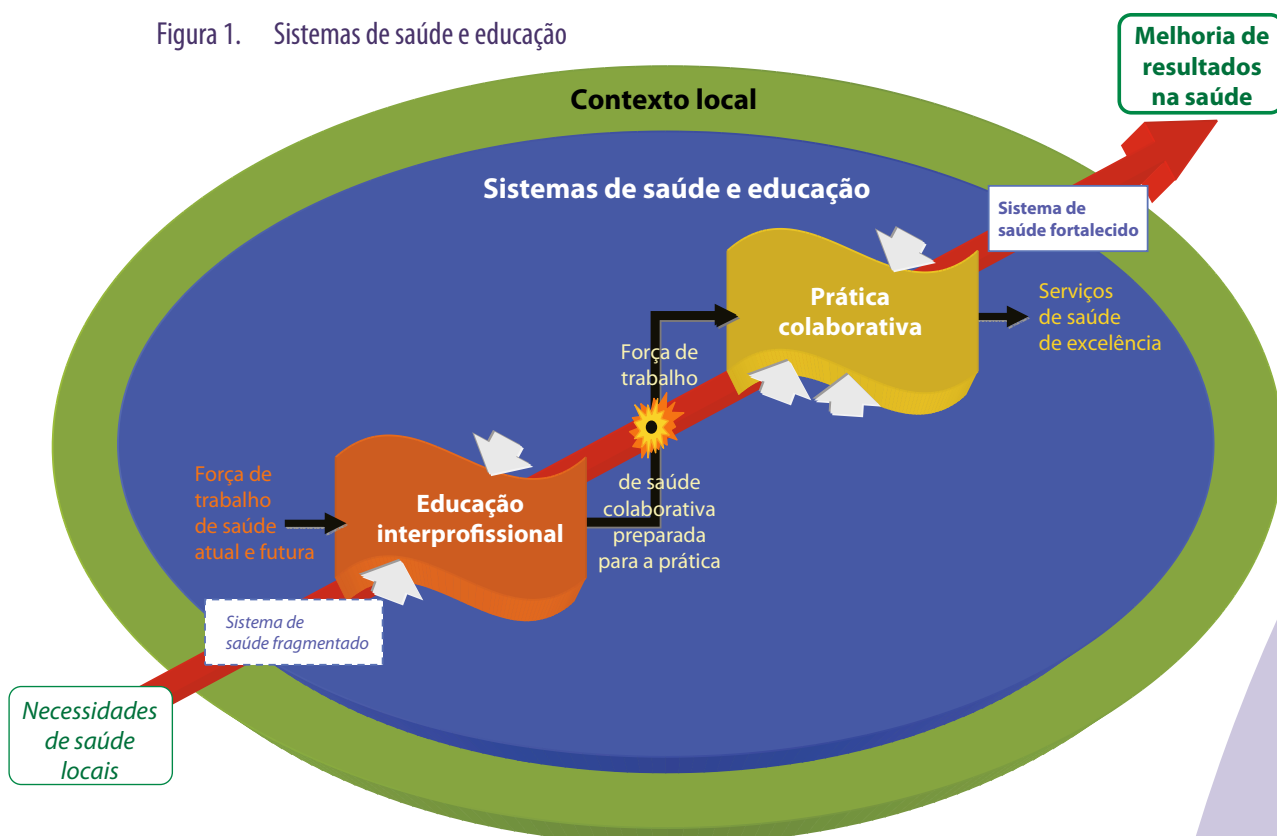 Figura 1. Sistemas de saúde e educação
Melhoria de
resultados
na saúde
Contexto local
Sistemas de saúde e educação
Sistema de
saúde fortalecido
Prática
colaborativa
Serviços
de saúde
de excelência
Força de
trabalho
de saúde
colaborativa
preparada
para a prática
Educação
interprofissional
Força de
trabalho
de saúde
atual e futura
Sistema de
saúde fragmentado
Necessidades
de saúde
locais